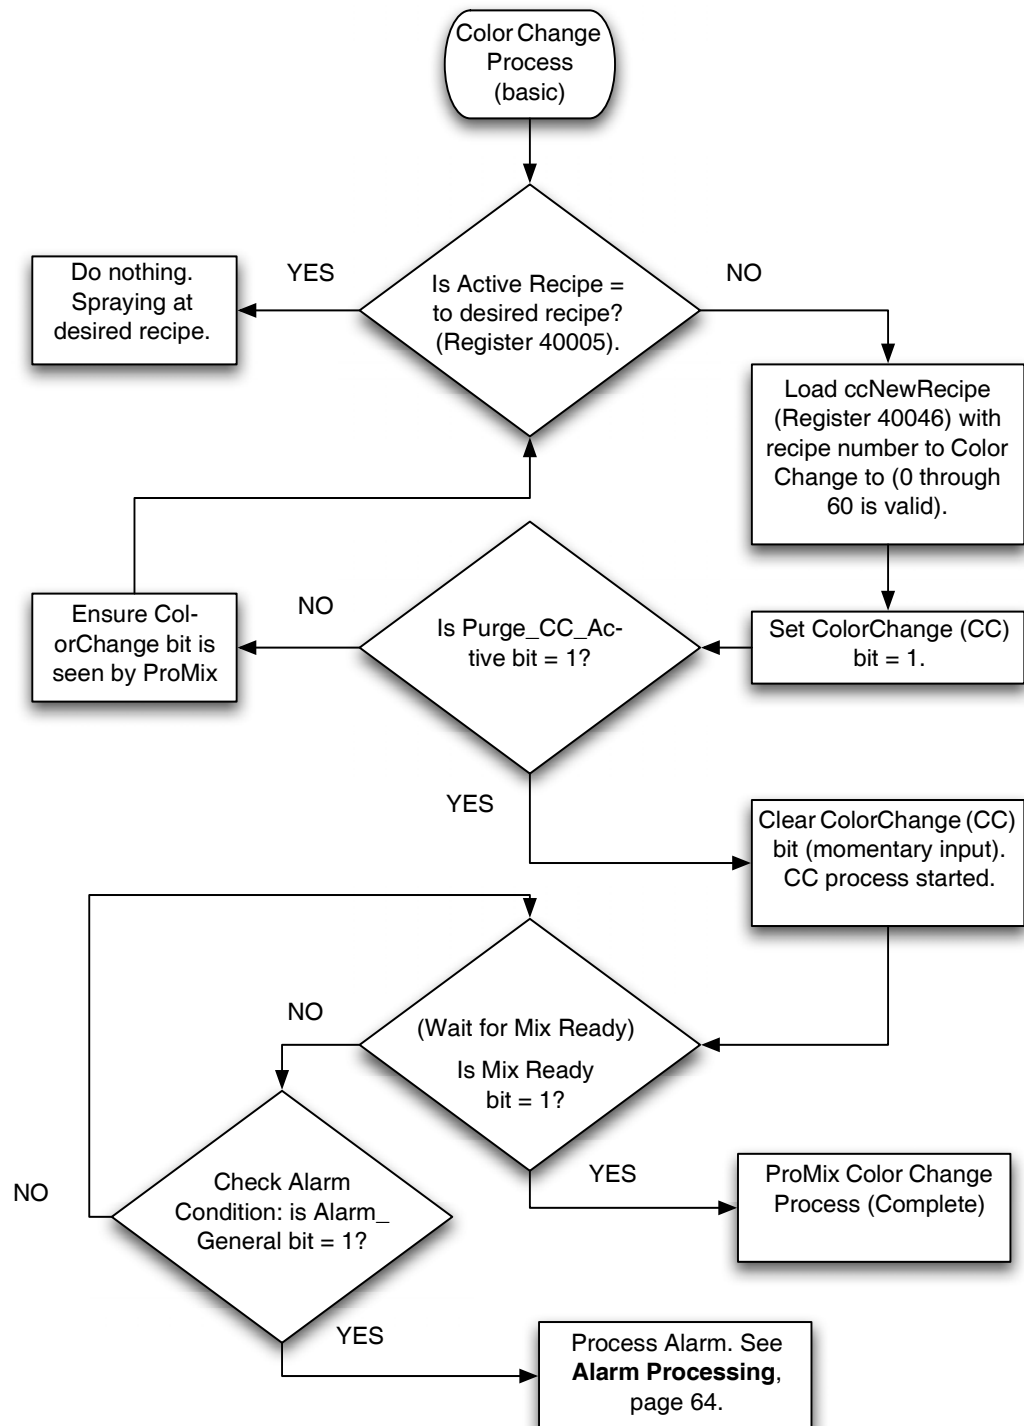 Color Change
Process
(basic)
Is Active Recipe =
to desired recipe?
(Register 40005).
YES
Do nothing.
Spraying at
desired recipe.
NO
Load ccNewRecipe
(Register 40046) with
recipe number to Color
Change to (0 through
60 is valid).
Set ColorChange (CC)
bit = 1.
Is Purge_CC_Ac-
tive bit = 1?
NO
Ensure Col-
orChange bit is
seen by ProMix
YES
Clear ColorChange (CC)
bit (momentary input).
CC process started.
(Wait for Mix Ready)
Is Mix Ready
bit = 1?
NO
Check Alarm
Condition: is Alarm_
General bit = 1?
NO
YES
ProMix Color Change
Process (Complete)
YES
Process Alarm. See
Alarm Processing,
page 64.